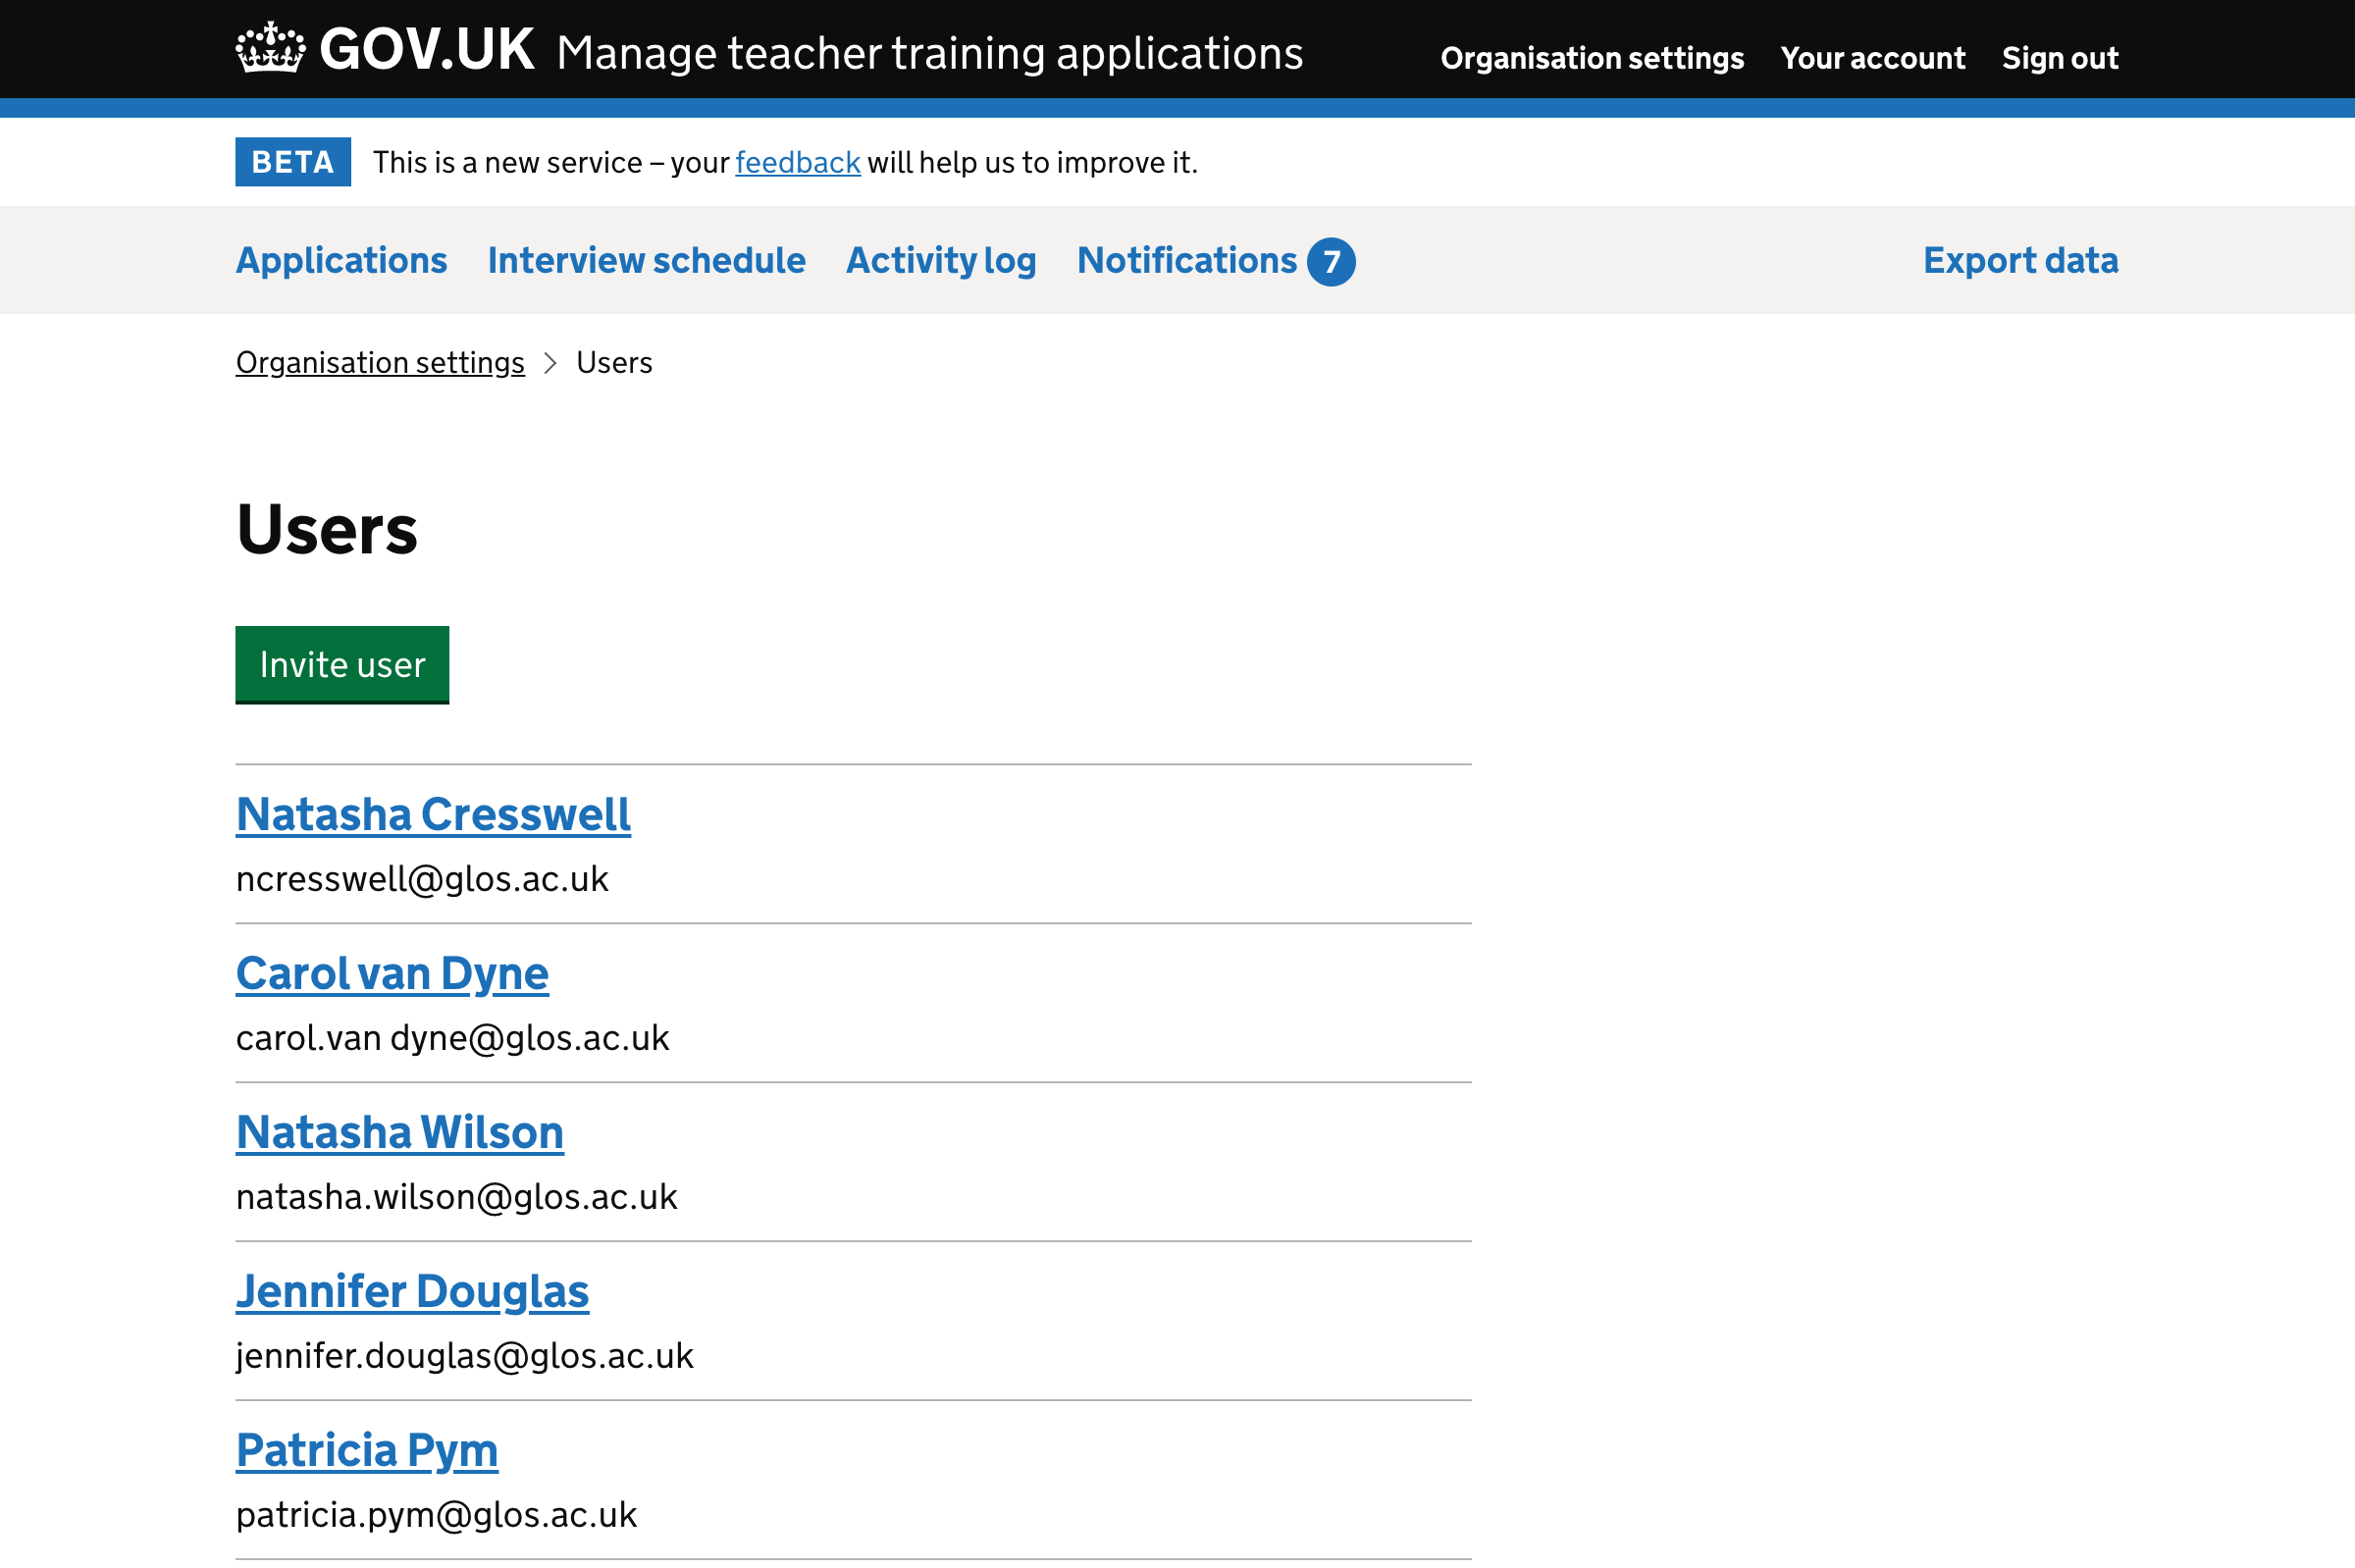 GOV.UK Manage teacher training applications Organisation settings Your account Sign out
BETA This is a new service – your feedback will help us to improve it.
Applications Interview schedule Activity log Notifications 7 Export data
Organisation settings > Users
Users
Invite user
Natasha Cresswell
ncresswell@glos.ac.uk
Carol van Dyne
carol.van dyne@glos.ac.uk
Natasha Wilson
natasha.wilson@glos.ac.uk
Jennifer Douglas
jennifer.douglas@glos.ac.uk
Patricia Pym
patricia.pym@glos.ac.uk